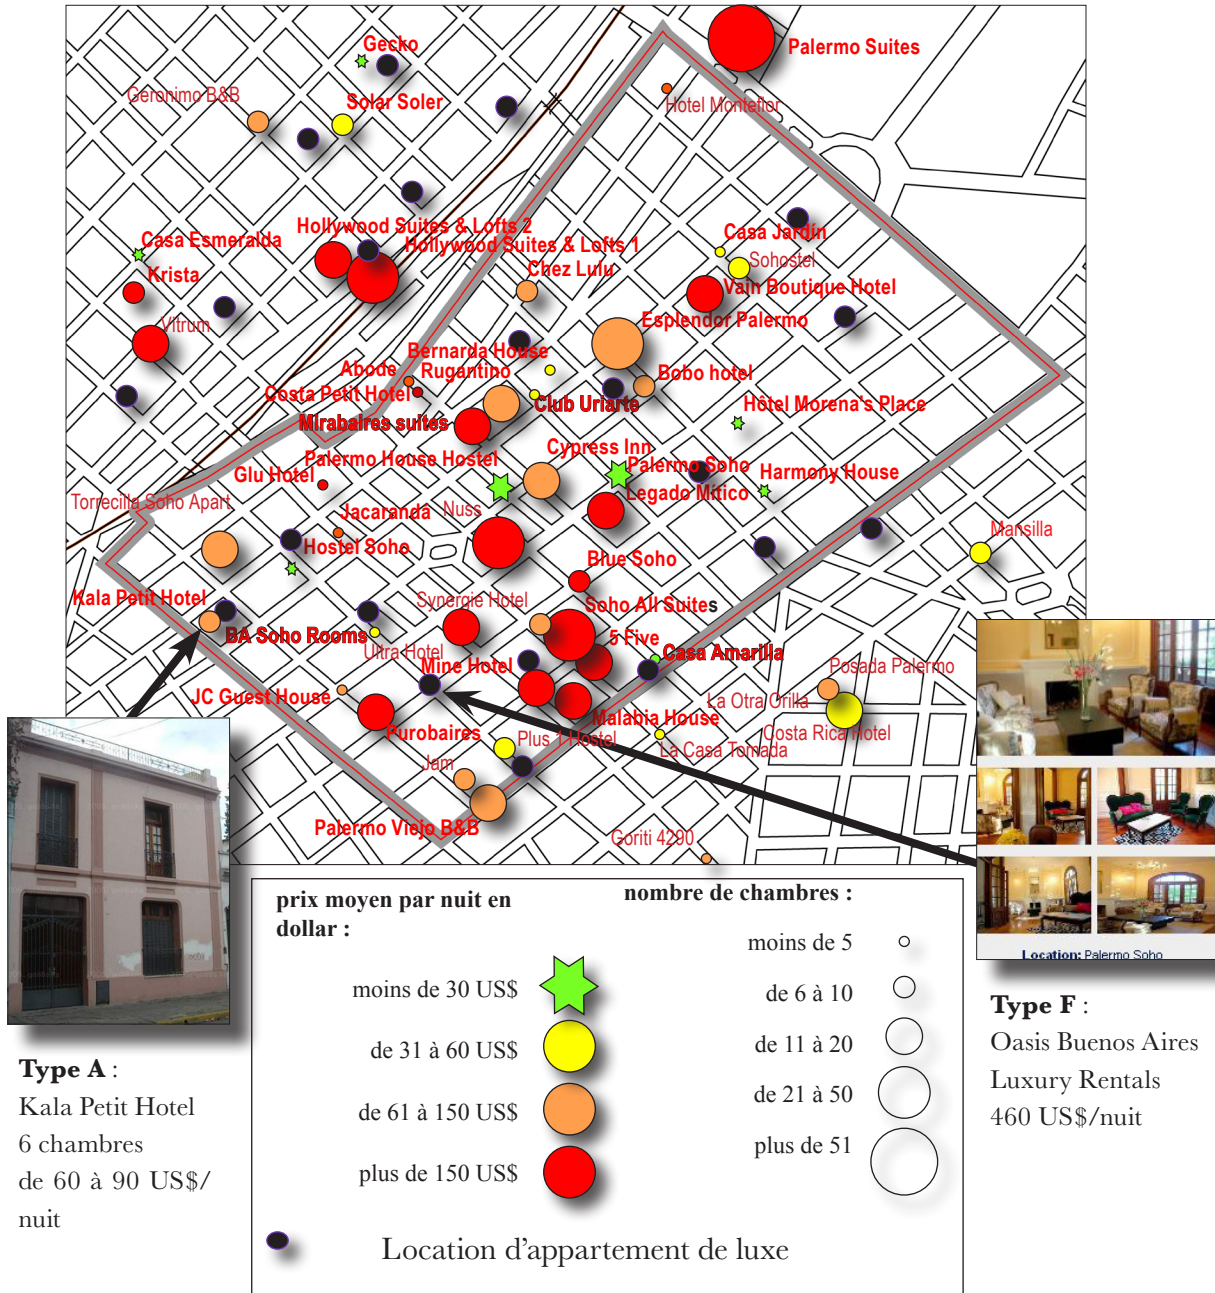 Palermo Suites
Gecko
Geronimo B&B
Solar Soler
Hotel Monteflor
Hollywood Suites & Lofts 2
Hollywood Suites & Lofts 1
Casa Esmeralda
Krista
Chez Lulu
Casa Jardín
Sohostel
Vain Boutique Hotel
Vitrum
Esplendor Palermo
Bernarda House
Abode
Rugantino
Bobo hotel
Costa Petit Hotel
Club Uriarte
Hôtel Morena's Place
Mirabaires suites
Cypress Inn
Palermo House Hostel
Palermo Soho
Harmony House
Glu Hotel
Legado Mitico
Torrecilla Soho Apart
Jacarandá
Nuss
Mansilla
Hostel Soho
Blue Soho
Kala Petit Hotel
Synergie Hotel
Soho All Suites
BA Soho Rooms
5 Five
Ultra Hotel
Casa Amarilla
Mine Hotel
Posada Palermo
JC Guest House
La Otra Orilla
Malabia House
Costa Rica Hotel
Purobaires
Plus 1 Hostel
La Casa Tomada
Jam
Palermo Viejo B&B
Goriti 4290
Location: Palermo Soho
Type A :
Kala Petit Hotel
6 chambres
de 60 à 90 US$/
nuit
prix moyen par nuit en
dollar :
moins de 30 US$
de 31 à 60 US$
de 61 à 150 US$
plus de 150 US$
nombre de chambres :
moins de 5
de 6 à 10
de 11 à 20
de 21 à 50
plus de 51
Location d’appartement de luxe
Type F :
Oasis Buenos Aires
Luxury Rentals
460 US$/nuit